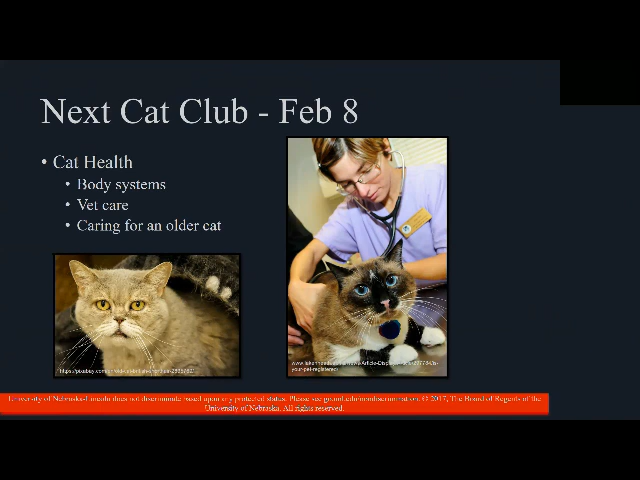 Next Cat Club - Feb 8
• Cat Health
• Body systems
• Vet care
• Caring for an older cat
University of Nebraska-Lincoln does not discriminate based upon any protected status. Please see go.unl.edu/nondiscrimination. © 2017, The Board of Regents of the
University of Nebraska. All rights reserved.